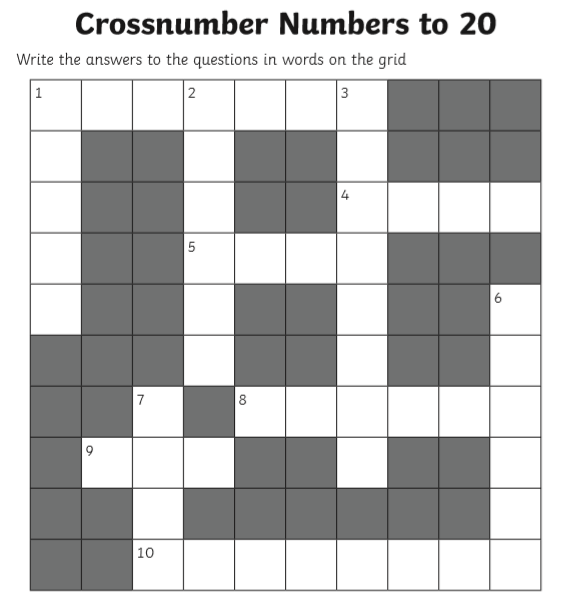 Crossnumber Numbers to 20
Write the answers to the questions in words on the grid
1 2 3
4
5
6
7 8
9
10